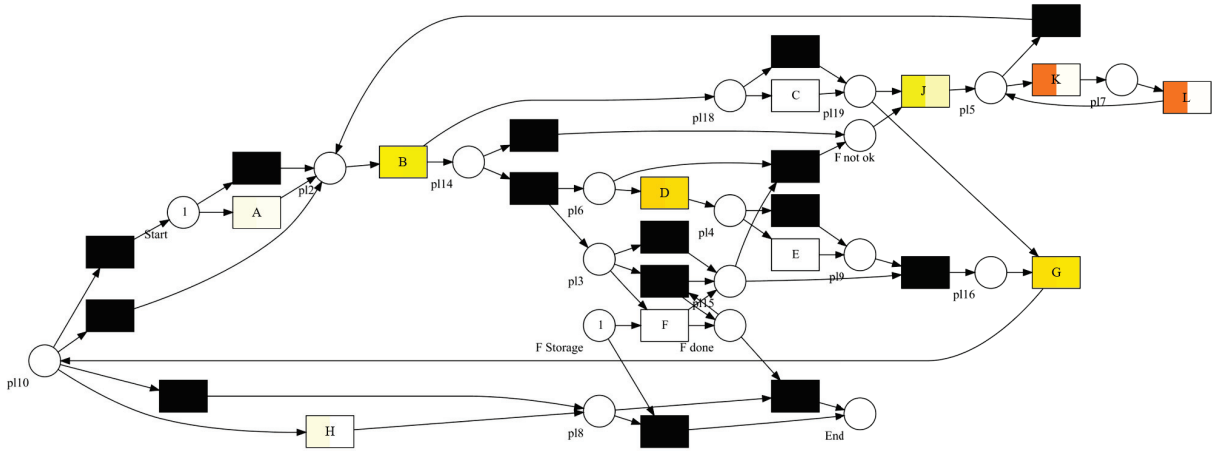 C
pl18
pl19
J
pl5
K
pl7
L
F not ok
B
pl14
pl2
1
Start
A
pl6
D
pl4
E
pl9
pl3
pl15
pl16
G
1
F Storage
F
F done
pl10
H
pl8
End